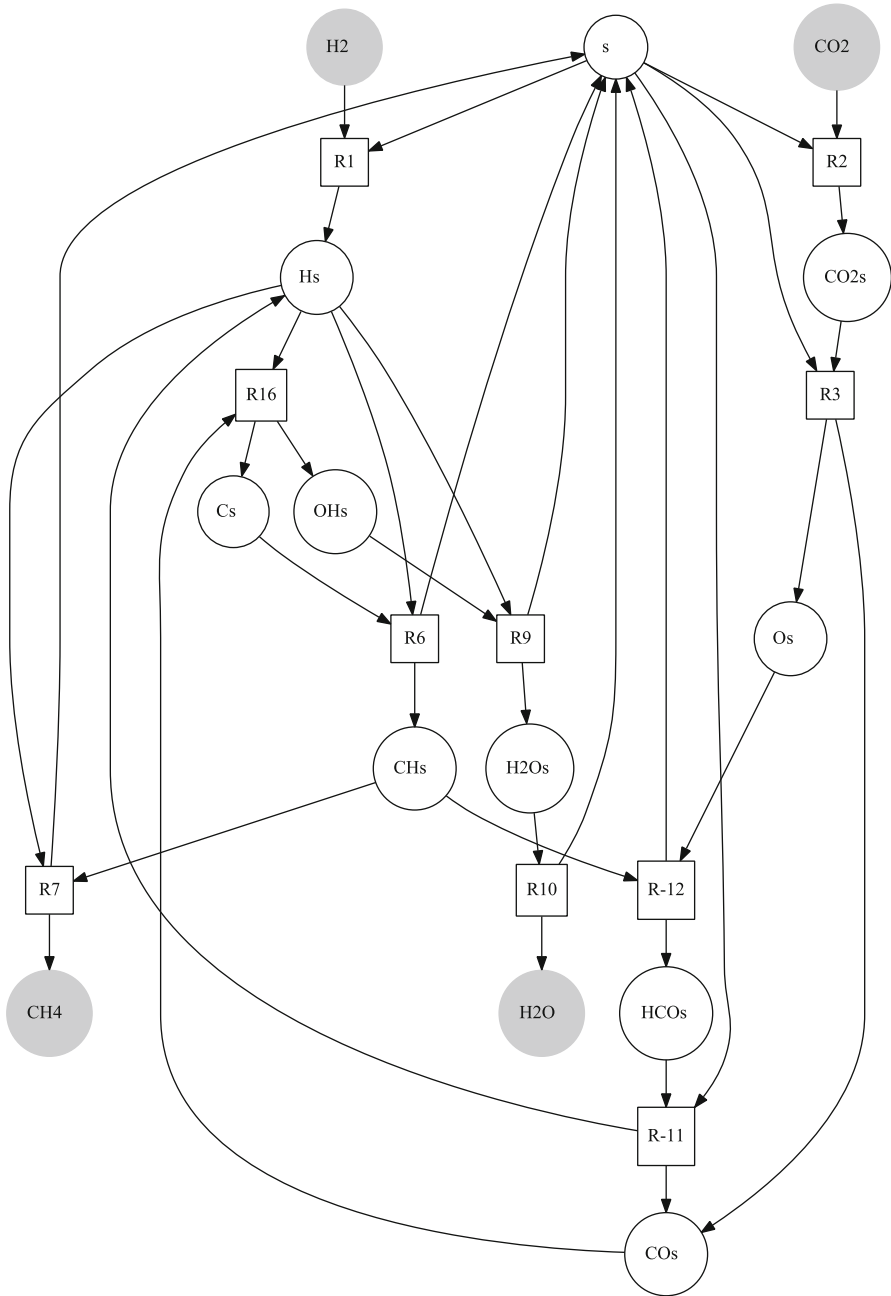 H2
s
CO2
R1
R2
Hs
CO2s
R16
R3
Cs
OHs
R6
R9
Os
CHs
H2Os
R7
R10
R-12
CH4
H2O
HCOs
R-11
COs